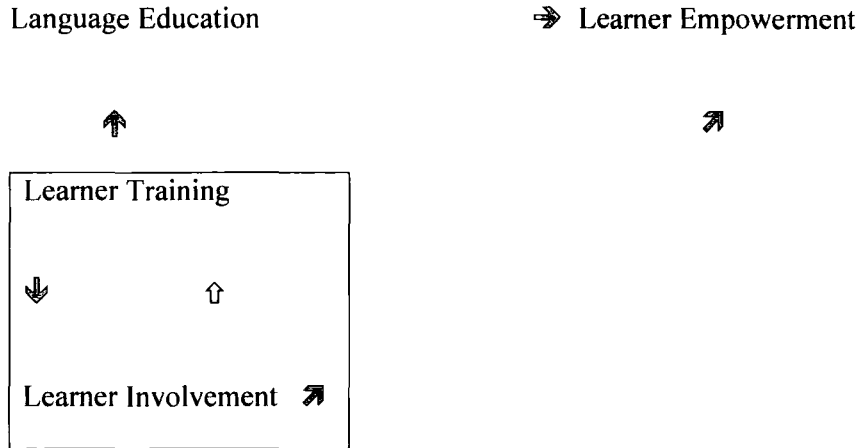 Language Education → Learner Empowerment
↑ ↗
Learner Training
↓ ⇧
Learner Involvement ↗